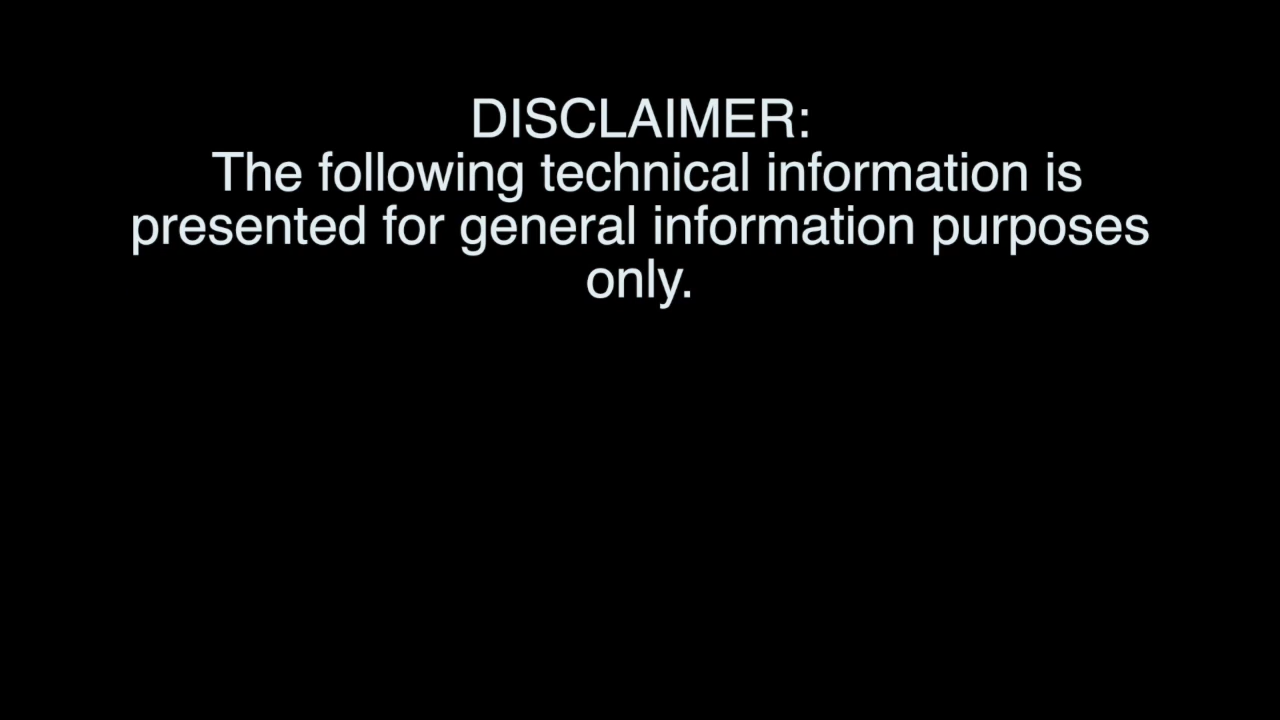 DISCLAIMER:
The following technical information is
presented for general information purposes
only.